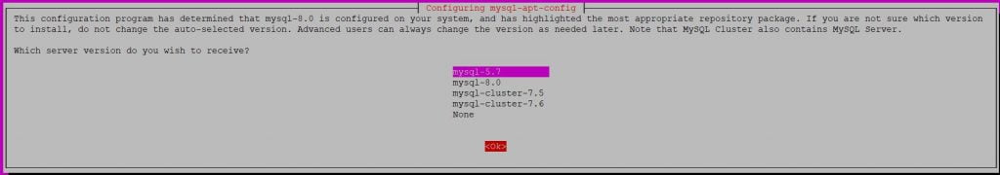 Configuring mysql-apt-config
This configuration program has determined that mysql-8.0 is configured on your system, and has highlighted the most appropriate repository package. If you are not sure which version
to install, do not change the auto-selected version. Advanced users can always change the version as needed later. Note that MySQL Cluster also contains MySQL Server.
Which server version do you wish to receive?
mysql-5.7
mysql-8.0
mysql-cluster-7.5
mysql-cluster-7.6
None
<Ok>